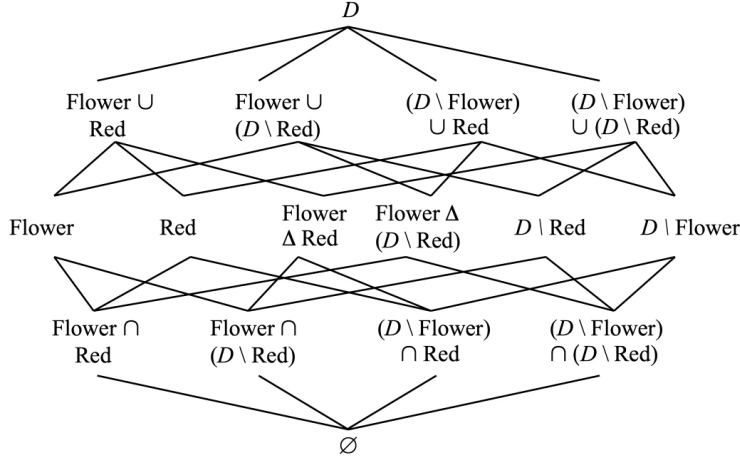 D
Flower ∪ Flower ∪ (D \ Flower) (D \ Flower)
Red (D \ Red) ∪ Red ∪ (D \ Red)
Flower Red Flower Δ Red Flower Δ (D \ Red) D \ Red D \ Flower
Flower ∩ Flower ∩ (D \ Flower) (D \ Flower)
Red (D \ Red) ∩ Red ∩ (D \ Red)
∅